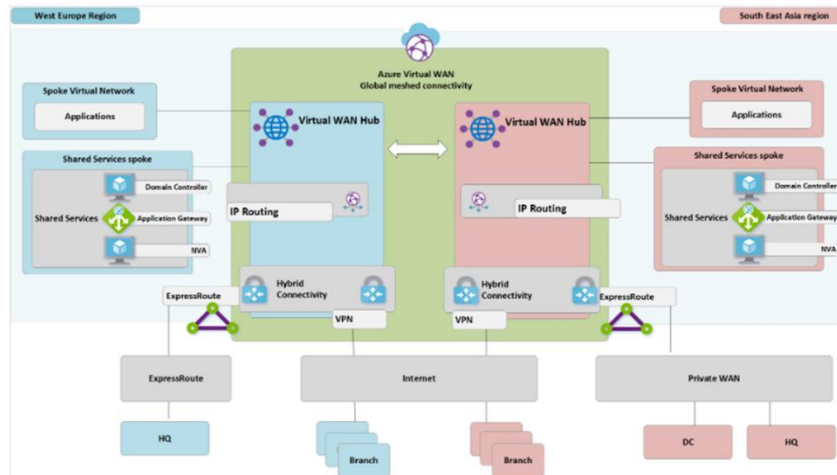 West Europe Region
South East Asia region
Azure Virtual WAN
Global meshed connectivity
Spoke Virtual Network
Applications
Virtual WAN Hub
Virtual WAN Hub
Spoke Virtual Network
Applications
Shared Services spoke
Domain Controller
Shared Services
Application Gateway
NVA
IP Routing
IP Routing
Shared Services spoke
Domain Controller
Shared Services
Application Gateway
NVA
ExpressRoute
Hybrid
Connectivity
VPN
Hybrid
Connectivity
VPN
ExpressRoute
ExpressRoute
Internet
Private WAN
HQ
Branch
Branch
DC
HQ